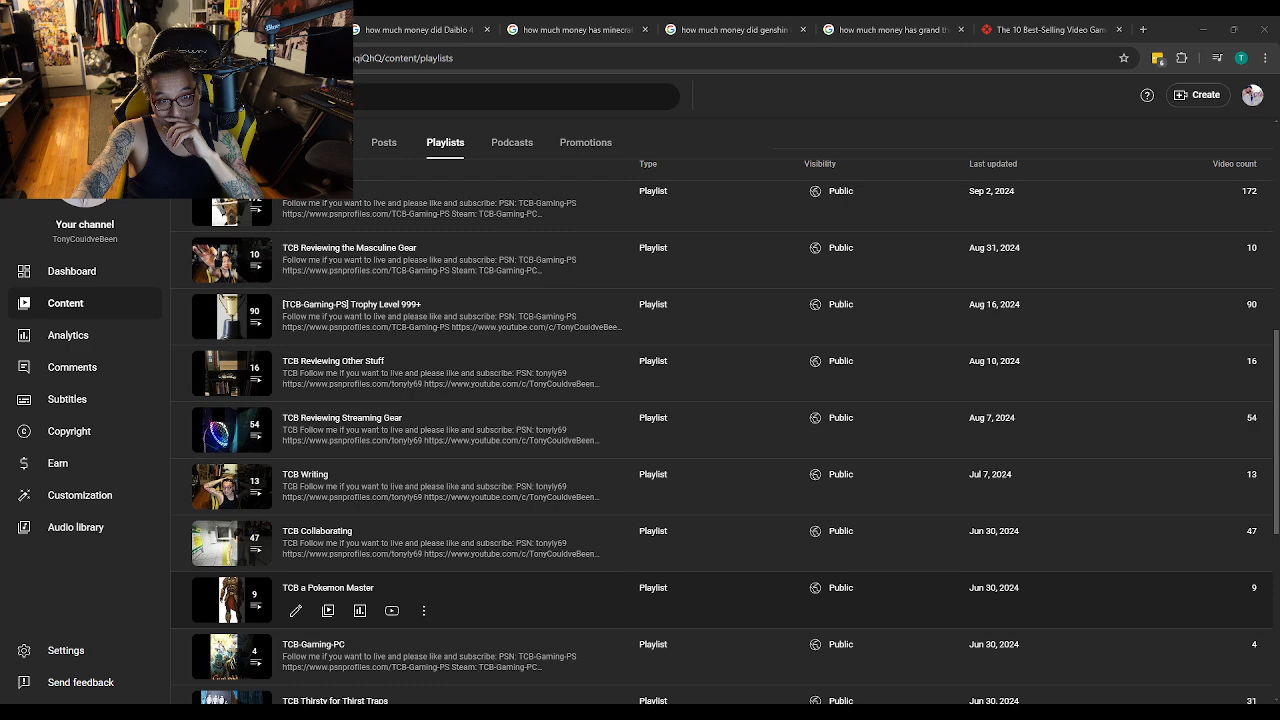 how much money did Daiblo 4
how much money has minecraf
how much money did genshin
how much money has grand th
The 10 Best-Selling Video Gam
qiQhQ/content/playlists
T
Create
Posts
Playlists
Podcasts
Promotions
Type
Visibility
Last updated
Video count
Your channel
TonyCouldveBeen
Dashboard
Content
Analytics
Comments
Subtitles
Copyright
Earn
Customization
Audio library
Settings
Send feedback
Follow me if you want to live and please like and subscribe: PSN: TCB-Gaming-PS
https://www.psnprofiles.com/TCB-Gaming-PS Steam: TCB-Gaming-PC...
Playlist
Public
Sep 2, 2024
172
10
TCB Reviewing the Masculine Gear
Follow me if you want to live and please like and subscribe: PSN: TCB-Gaming-PS
https://www.psnprofiles.com/TCB-Gaming-PS Steam: TCB-Gaming-PC...
Playlist
Public
Aug 31, 2024
10
90
[TCB-Gaming-PS] Trophy Level 999+
Follow me if you want to live and please like and subscribe: PSN: TCB-Gaming-PS
https://www.psnprofiles.com/TCB-Gaming-PS https://www.youtube.com/c/TonyCouldveBee...
Playlist
Public
Aug 16, 2024
90
16
TCB Reviewing Other Stuff
TCB Follow me if you want to live and please like and subscribe: PSN: tonyly69
https://www.psnprofiles.com/tonyly69 https://www.youtube.com/c/TonyCouldveBeen...
Playlist
Public
Aug 10, 2024
16
54
TCB Reviewing Streaming Gear
TCB Follow me if you want to live and please like and subscribe: PSN: tonyly69
https://www.psnprofiles.com/tonyly69 https://www.youtube.com/c/TonyCouldveBeen...
Playlist
Public
Aug 7, 2024
54
13
TCB Writing
TCB Follow me if you want to live and please like and subscribe: PSN: tonyly69
https://www.psnprofiles.com/tonyly69 https://www.youtube.com/c/TonyCouldveBeen...
Playlist
Public
Jul 7, 2024
13
47
TCB Collaborating
TCB Follow me if you want to live and please like and subscribe: PSN: tonyly69
https://www.psnprofiles.com/tonyly69 https://www.youtube.com/c/TonyCouldveBeen...
Playlist
Public
Jun 30, 2024
47
9
TCB a Pokemon Master
Playlist
Public
Jun 30, 2024
9
4
TCB-Gaming-PC
Follow me if you want to live and please like and subscribe: PSN: TCB-Gaming-PS
https://www.psnprofiles.com/TCB-Gaming-PS Steam: TCB-Gaming-PC...
Playlist
Public
Jun 30, 2024
4
TCB Thirsty for Thirst Traps
Playlist
Public
Jun 30, 2024
31